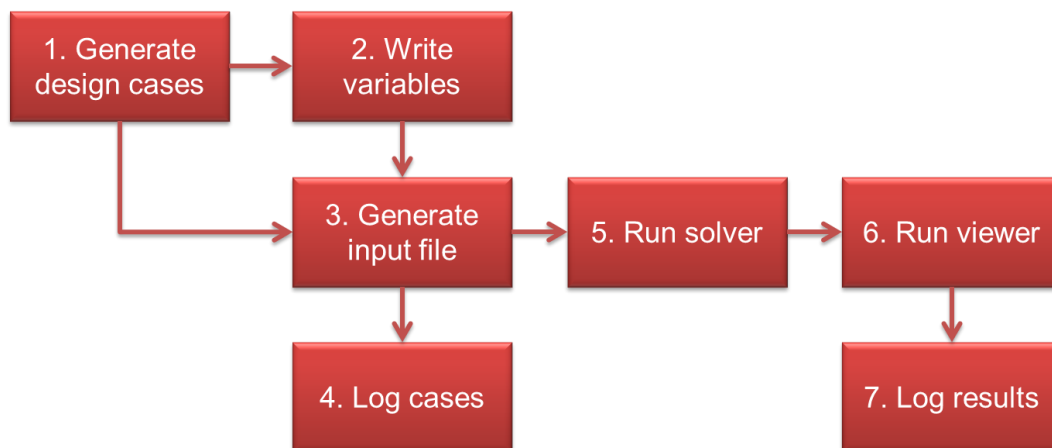 1. Generate
design cases
2. Write
variables
3. Generate
input file
5. Run solver
6. Run viewer
4. Log cases
7. Log results